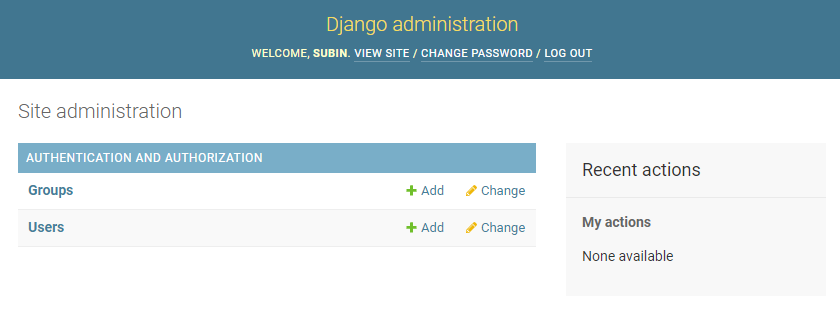 Django administration
WELCOME, SUBIN. VIEW SITE / CHANGE PASSWORD / LOG OUT
Site administration
AUTHENTICATION AND AUTHORIZATION
Groups Add Change
Users Add Change
Recent actions
My actions
None available